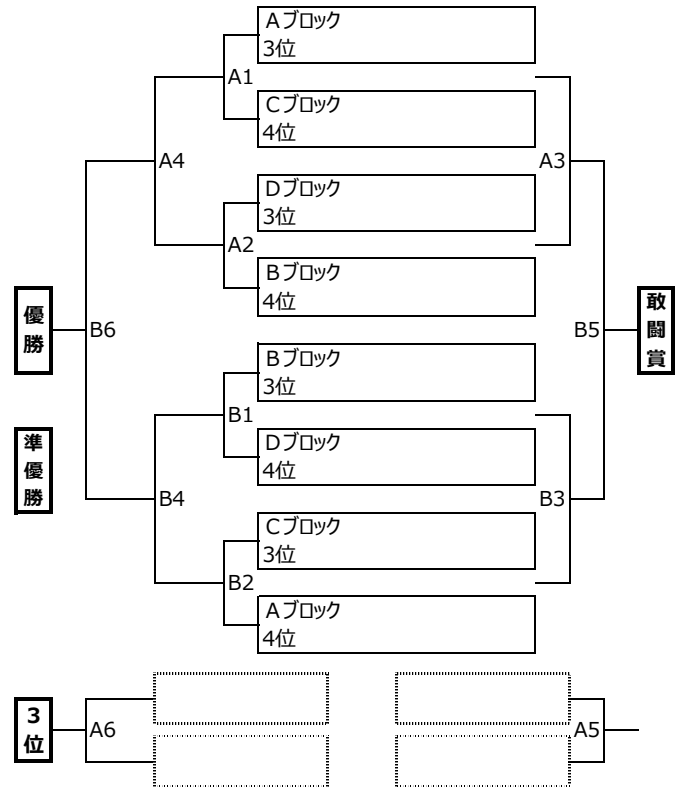 Aブロック
3位
A1
Cブロック
4位
A4
A3
Dブロック
3位
A2
Bブロック
4位
優勝
B6
B5
敢闘賞
Bブロック
3位
B1
Dブロック
4位
準優勝
B4
B3
Cブロック
3位
B2
Aブロック
4位
3位
A6
A5